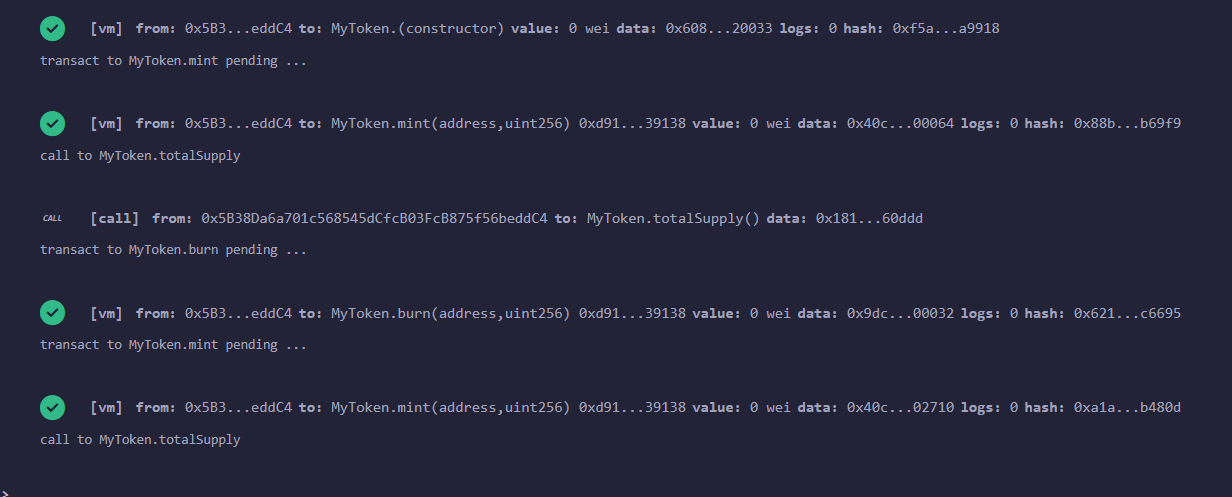 [vm] from: 0x5B3...eddC4 to: MyToken.(constructor) value: 0 wei data: 0x608...20033 logs: 0 hash: 0xf5a...a9918
transact to MyToken.mint pending ...
[vm] from: 0x5B3...eddC4 to: MyToken.mint(address,uint256) 0xd91...39138 value: 0 wei data: 0x40c...00064 logs: 0 hash: 0x88b...b69f9
call to MyToken.totalSupply
CALL [call] from: 0x5B38Da6a701c568545dCfcB03FcB875f56beddC4 to: MyToken.totalSupply() data: 0x181...60ddd
transact to MyToken.burn pending ...
[vm] from: 0x5B3...eddC4 to: MyToken.burn(address,uint256) 0xd91...39138 value: 0 wei data: 0x9dc...00032 logs: 0 hash: 0x621...c6695
transact to MyToken.mint pending ...
[vm] from: 0x5B3...eddC4 to: MyToken.mint(address,uint256) 0xd91...39138 value: 0 wei data: 0x40c...02710 logs: 0 hash: 0xa1a...b480d
call to MyToken.totalSupply
>